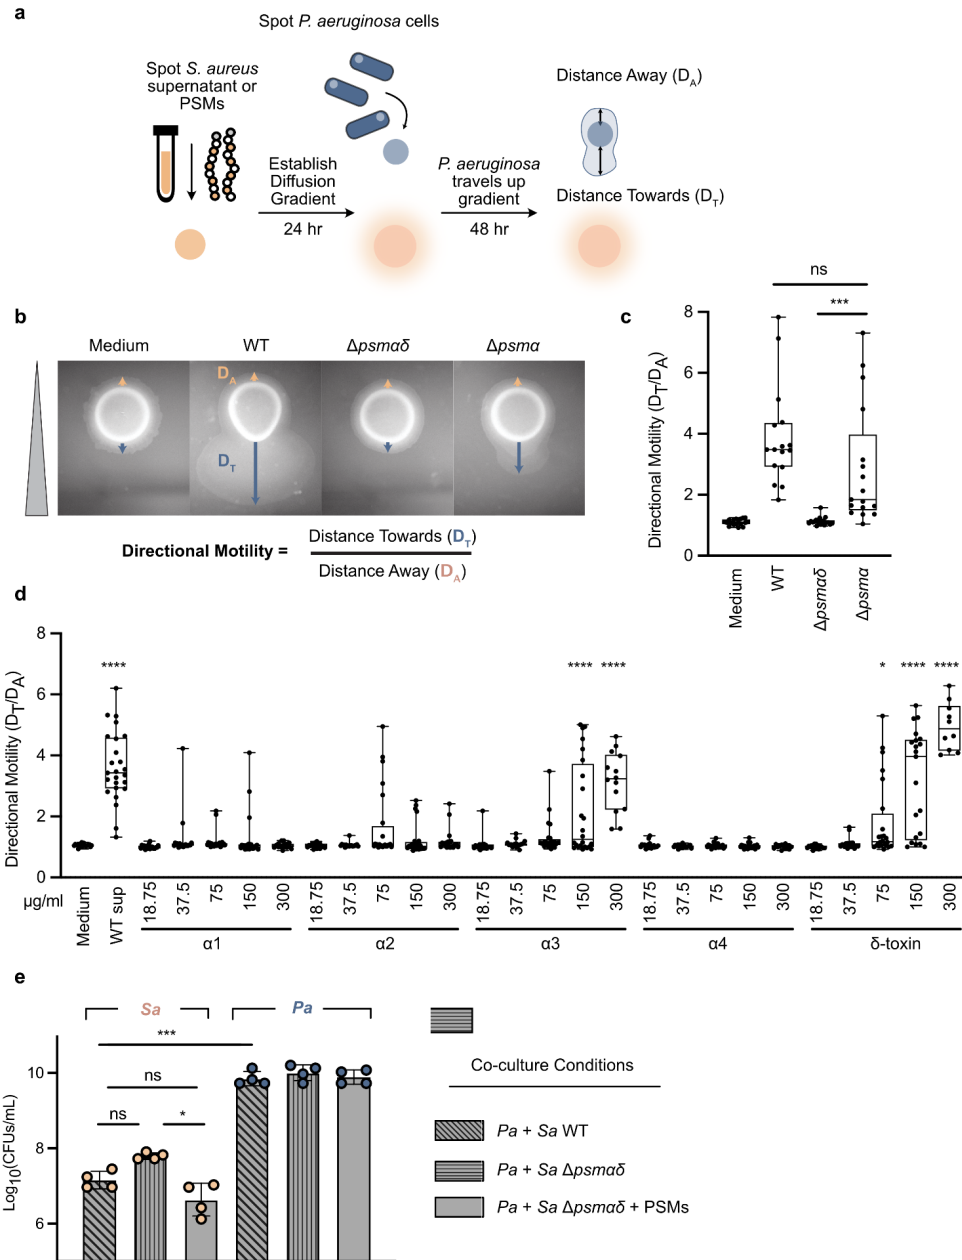 a
Spot P. aeruginosa cells
Spot S. aureus
supernatant or
PSMs
Distance Away (DA)
Establish
Diffusion
Gradient
24 hr
P. aeruginosa
travels up
gradient
48 hr
Distance Towards (DT)
b
Medium
WT
Δpsmαδ
Δpsmα
DA
DT
Directional Motility =
Distance Towards (DT)
Distance Away (DA)
c
ns
***
Directional Motility (DT/DA)
8
6
4
2
0
Medium
WT
Δpsmαδ
Δpsmα
d
Directional Motility (DT/DA)
8
6
4
2
0
****
****
****
*
****
****
µg/ml
Medium
WT sup
18.75
37.5
75
150
300
18.75
37.5
75
150
300
18.75
37.5
75
150
300
18.75
37.5
75
150
300
18.75
37.5
75
150
300
α1
α2
α3
α4
δ-toxin
e
Sa
Pa
***
ns
ns
*
Log10(CFUs/mL)
10
8
6
Co-culture Conditions
Pa + Sa WT
Pa + Sa Δpsmαδ
Pa + Sa Δpsmαδ + PSMs